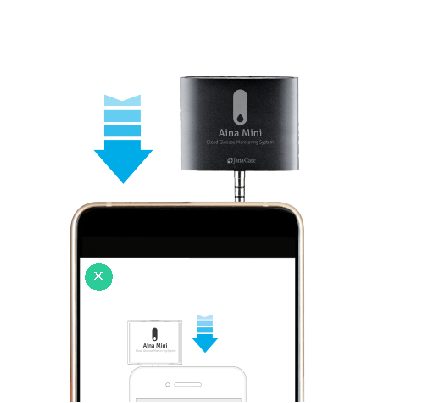 Aina Mini
Blood Glucose Monitoring System
Jana Care
X
Aina Mini
Blood Glucose Monitoring System